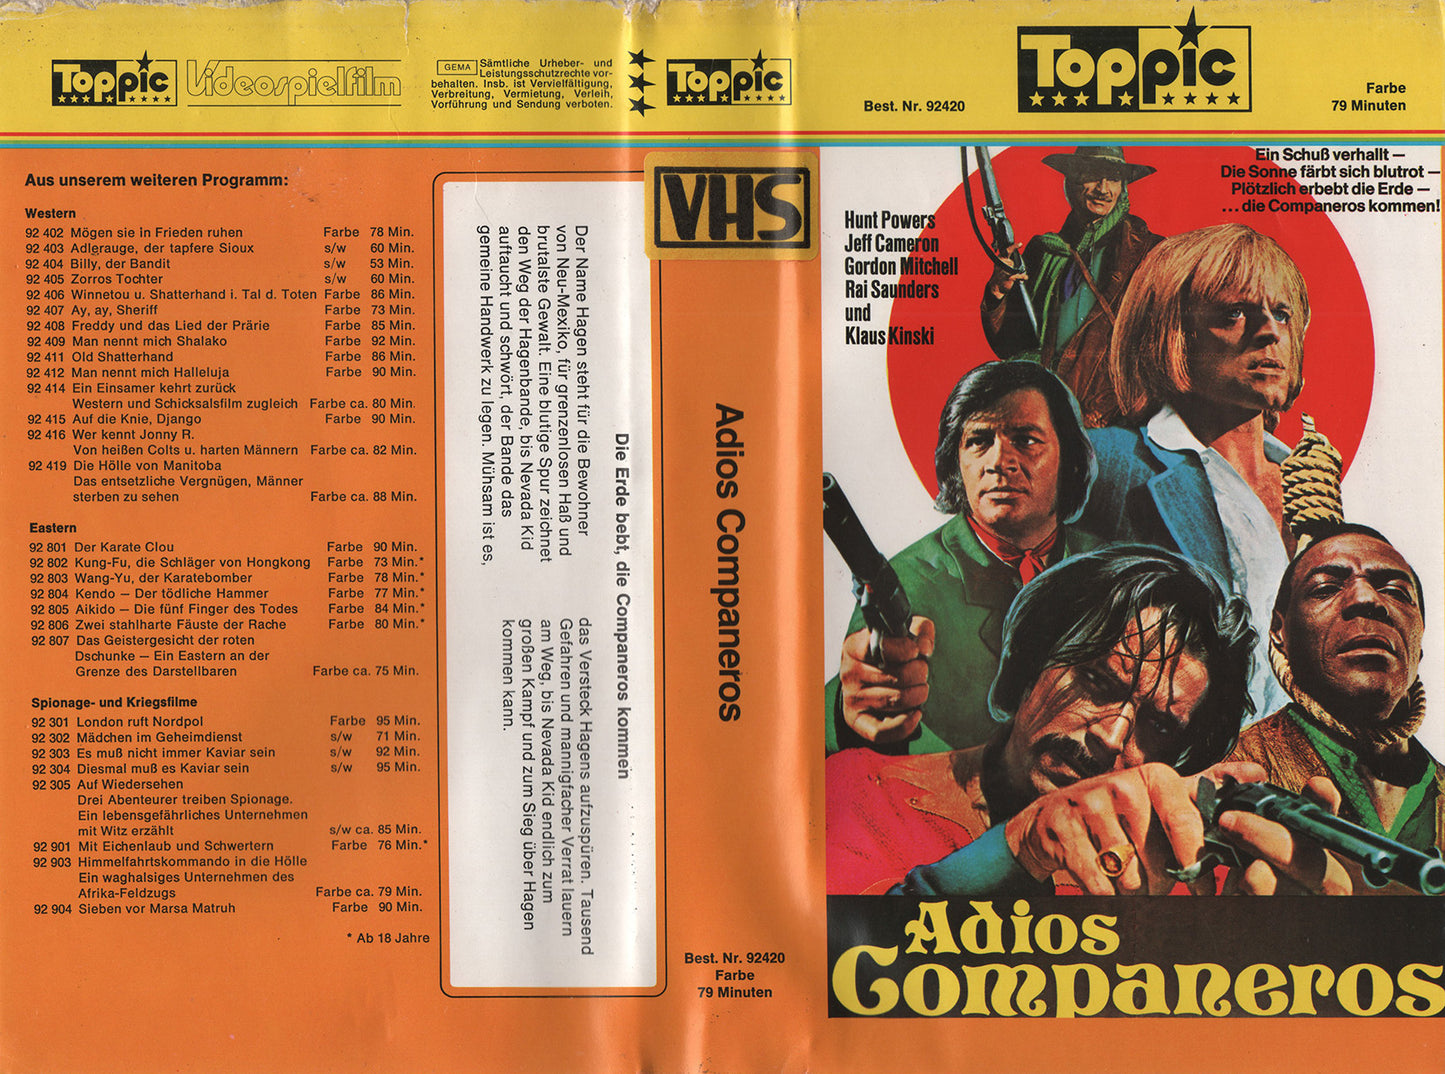 Toppic
Videospielfilm
GEMA Sämtliche Urheber- und
Leistungsschutzrechte vor-
behalten. Insb. ist Vervielfältigung,
Verbreitung, Vermietung, Verleih,
Vorführung und Sendung verboten.
Aus unserem weiteren Programm:
Western
92 402 Mögen sie in Frieden ruhen Farbe 78 Min.
92 403 Adlerauge, der tapfere Sioux s/w 60 Min.
92 404 Billy, der Bandit s/w 53 Min.
92 405 Zorros Tochter s/w 60 Min.
92 406 Winnetou u. Shatterhand i. Tal d. Toten Farbe 86 Min.
92 407 Ay, ay, Sheriff Farbe 73 Min.
92 408 Freddy und das Lied der Prärie Farbe 85 Min.
92 409 Man nennt mich Shalako Farbe 92 Min.
92 411 Old Shatterhand Farbe 86 Min.
92 412 Man nennt mich Halleluja Farbe 90 Min.
92 414 Ein Einsamer kehrt zurück
Western und Schicksalsfilm zugleich Farbe ca. 80 Min.
92 415 Auf die Knie, Django Farbe 90 Min.
92 416 Wer kennt Jonny R.
Von heißen Colts u. harten Männern Farbe ca. 82 Min.
92 419 Die Hölle von Manitoba
Das entsetzliche Vergnügen, Männer
sterben zu sehen Farbe ca. 88 Min.
Eastern
92 801 Der Karate Clou Farbe 90 Min.
92 802 Kung-Fu, die Schläger von Hongkong Farbe 73 Min.*
92 803 Wang-Yu, der Karatebomber Farbe 78 Min.*
92 804 Kendo – Der tödliche Hammer Farbe 77 Min.*
92 805 Aikido – Die fünf Finger des Todes Farbe 84 Min.*
92 806 Zwei stahlharte Fäuste der Rache Farbe 80 Min.*
92 807 Das Geistergesicht der roten
Dschunke – Ein Eastern an der
Grenze des Darstellbaren Farbe ca. 75 Min.
Spionage- und Kriegsfilme
92 301 London ruft Nordpol Farbe 95 Min.
92 302 Mädchen im Geheimdienst s/w 71 Min.
92 303 Es muß nicht immer Kaviar sein s/w 92 Min.
92 304 Diesmal muß es Kaviar sein s/w 95 Min.
92 305 Auf Wiedersehen
Drei Abenteurer treiben Spionage.
Ein lebensgefährliches Unternehmen
mit Witz erzählt s/w ca. 85 Min.
92 901 Mit Eichenlaub und Schwertern Farbe 76 Min.*
92 903 Himmelfahrtskommando in die Hölle
Ein waghalsiges Unternehmen des
Afrika-Feldzugs Farbe ca. 79 Min.
92 904 Sieben vor Marsa Matruh Farbe 90 Min.
* Ab 18 Jahre
Die Erde bebt, die Companeros kommen
Der Name Hagen steht für die Bewohner
von Neu-Mexiko, für grenzenlosen Haß und
brutalste Gewalt. Eine blutige Spur zeichnet
den Weg der Hagenbande, bis Nevada Kid
auftaucht und schwört, der Bande das
gemeine Handwerk zu legen. Mühsam ist es,
das Versteck Hagens aufzuspüren. Tausend
Gefahren und mannigfacher Verrat lauern
am Weg, bis Nevada Kid endlich zum
großen Kampf und zum Sieg über Hagen
kommen kann.
Toppic
VHS
Adios Companeros
Best. Nr. 92420
Farbe
79 Minuten
Best. Nr. 92420
Toppic
Farbe
79 Minuten
Ein Schuß verhallt –
Die Sonne färbt sich blutrot –
Plötzlich erbebt die Erde –
...die Companeros kommen!
Hunt Powers
Jeff Cameron
Gordon Mitchell
Rai Saunders
und
Klaus Kinski
Adios
Companeros